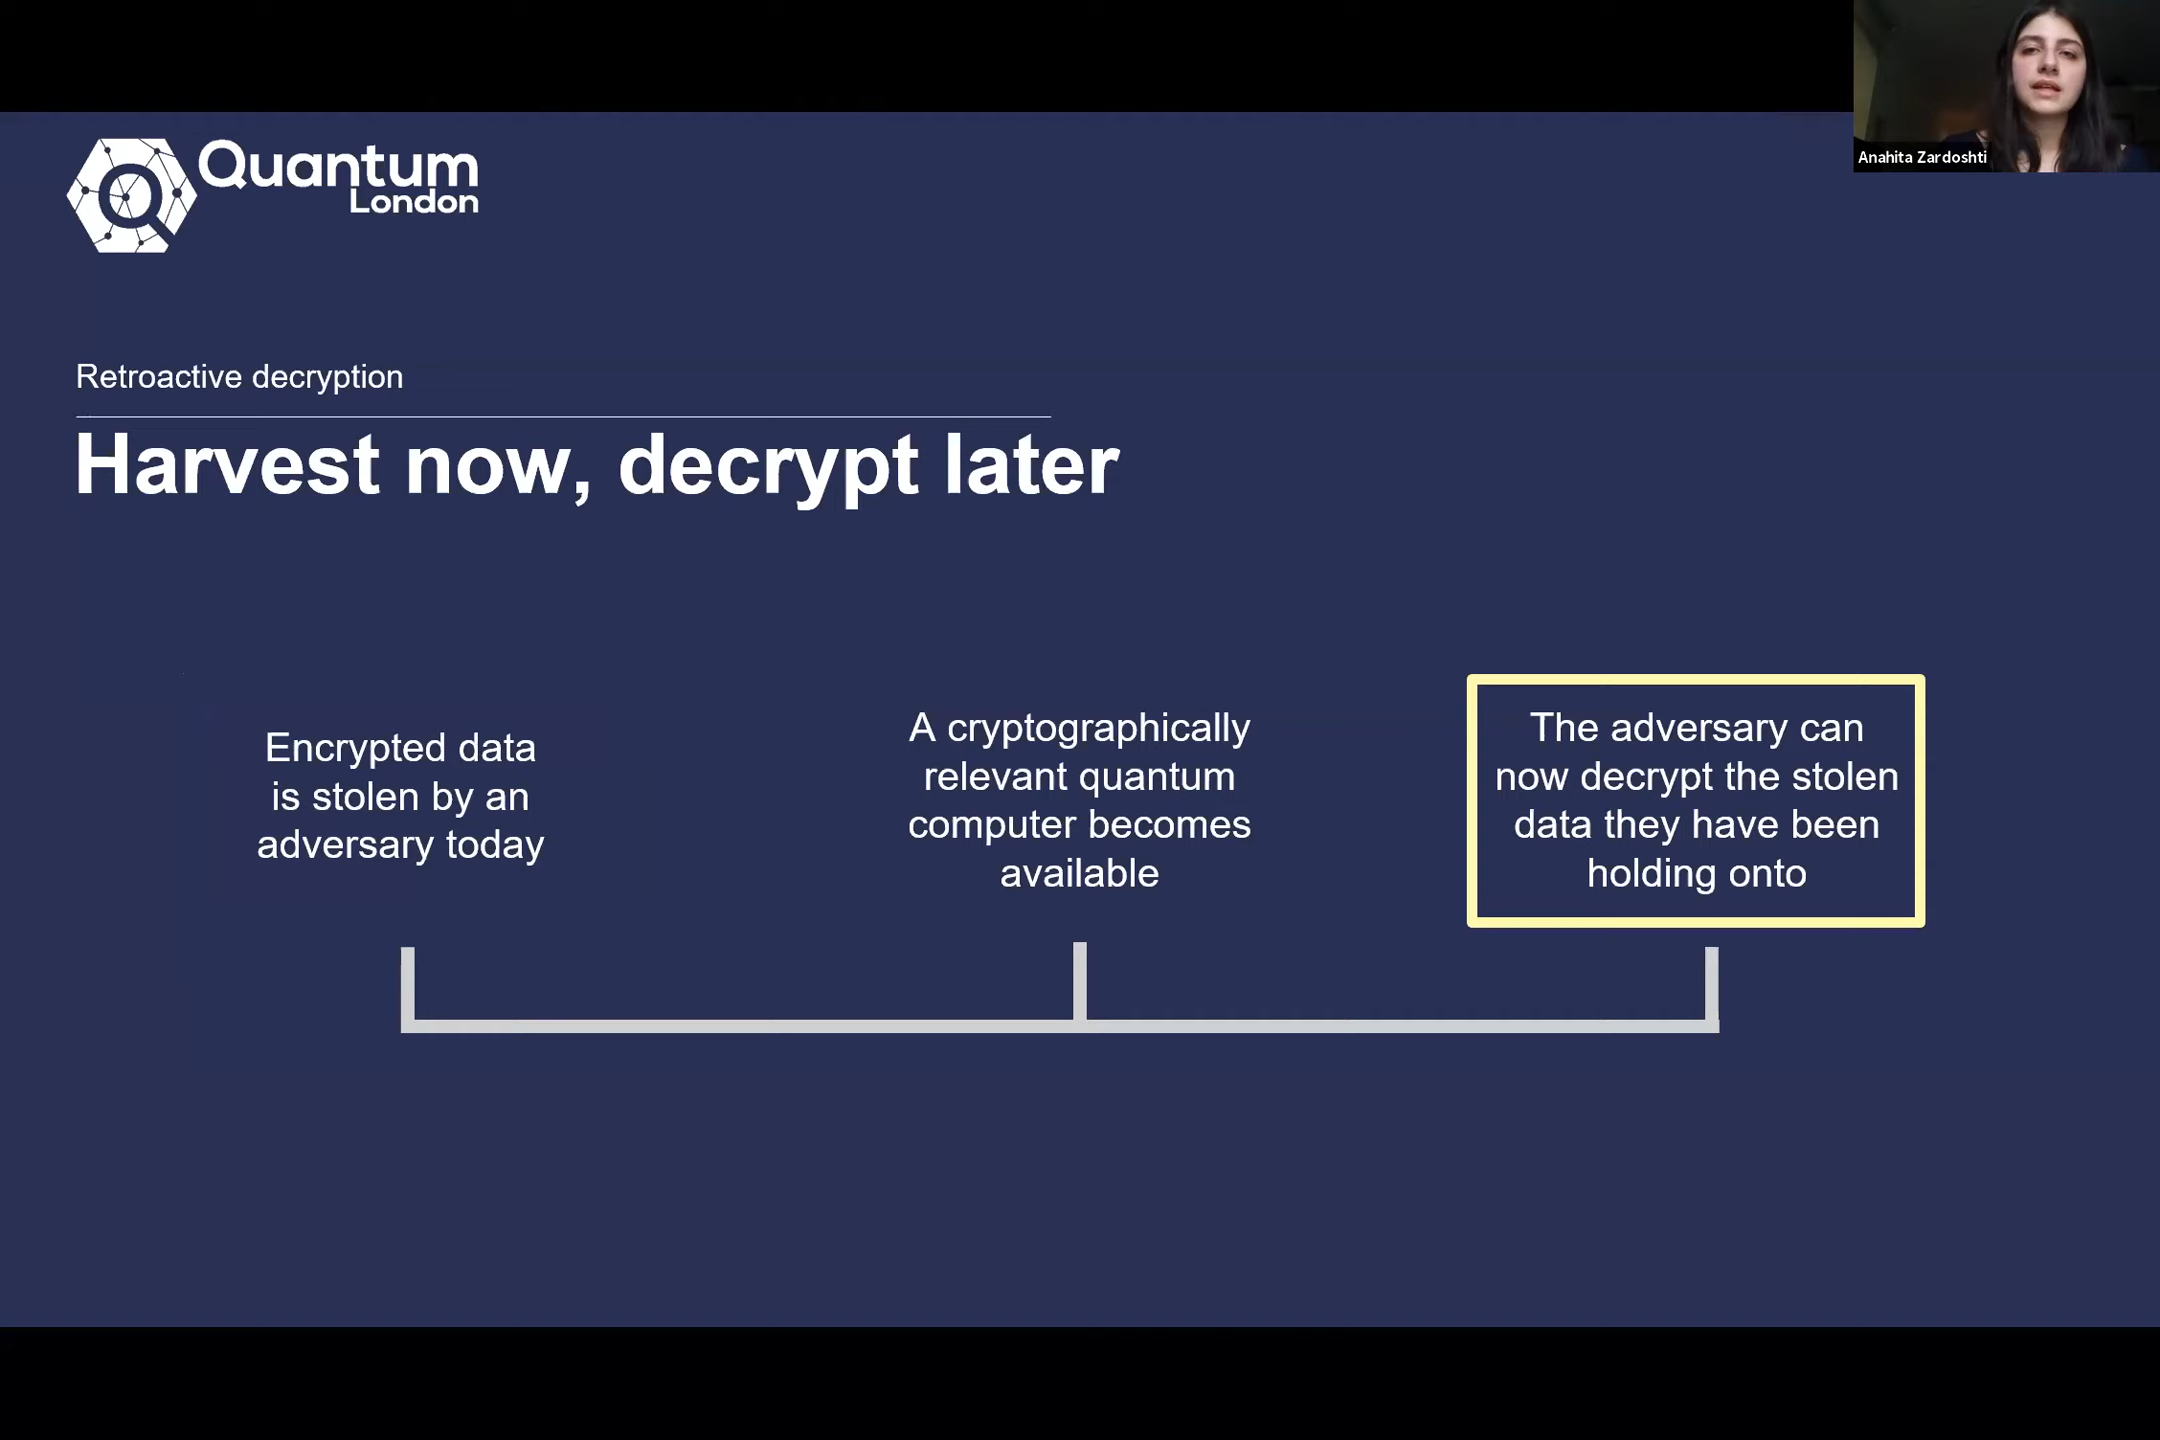 Quantum
London
Anahita Zardoshti
Retroactive decryption
Harvest now, decrypt later
Encrypted data
is stolen by an
adversary today
A cryptographically
relevant quantum
computer becomes
available
The adversary can
now decrypt the stolen
data they have been
holding onto